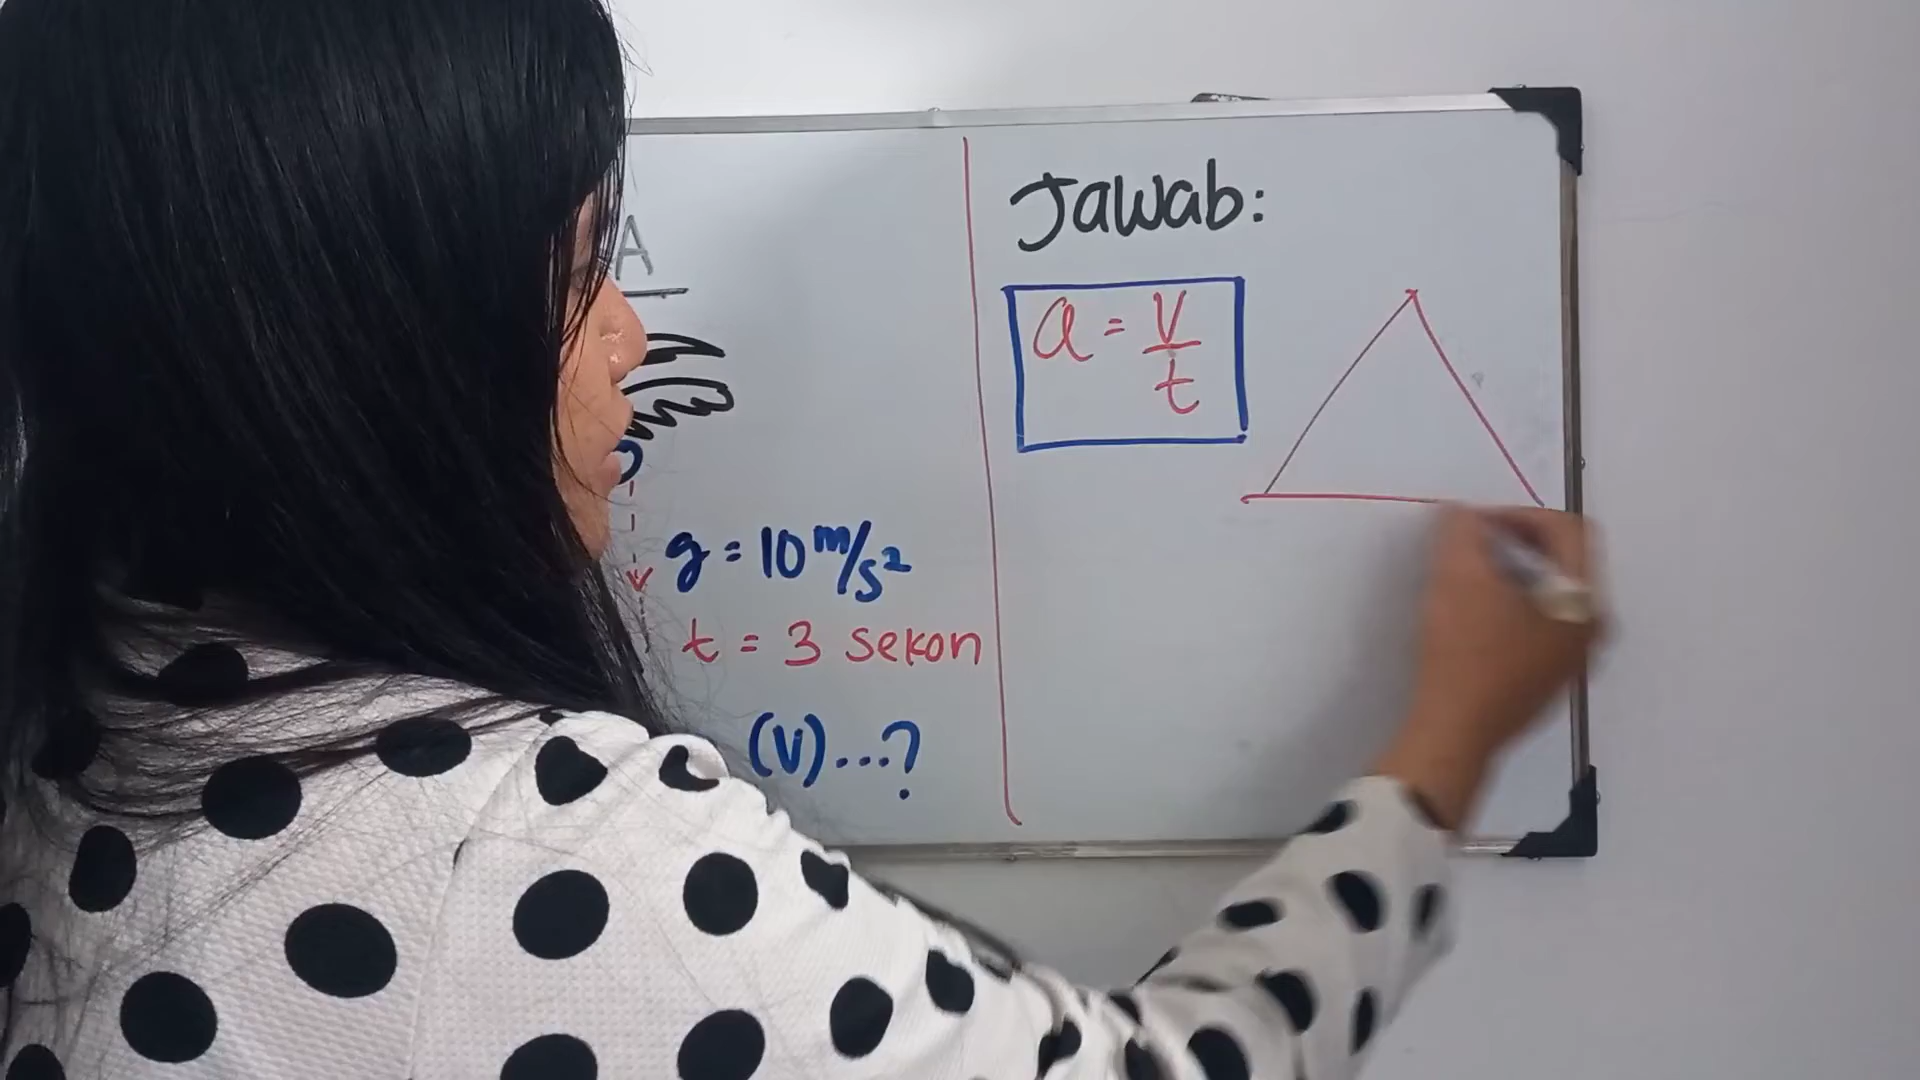 A
g = 10 m/s²
t = 3 sekon
(V)...?
Jawab:
a = V/t